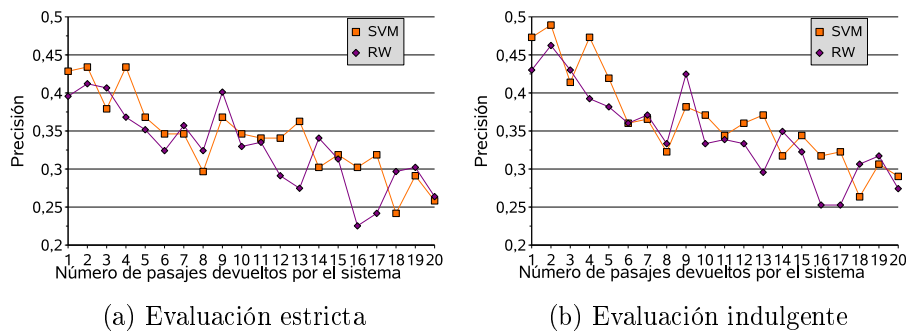 0,5
0,45
0,4
0,35
0,3
0,25
0,2
Precisión
SVM
RW
1 2 3 4 5 6 7 8 9 10 11 12 13 14 15 16 17 18 19 20
Número de pasajes devueltos por el sistema
(a) Evaluación estricta
0,5
0,45
0,4
0,35
0,3
0,25
0,2
Precisión
SVM
RW
1 2 3 4 5 6 7 8 9 10 11 12 13 14 15 16 17 18 19 20
Número de pasajes devueltos por el sistema
(b) Evaluación indulgente